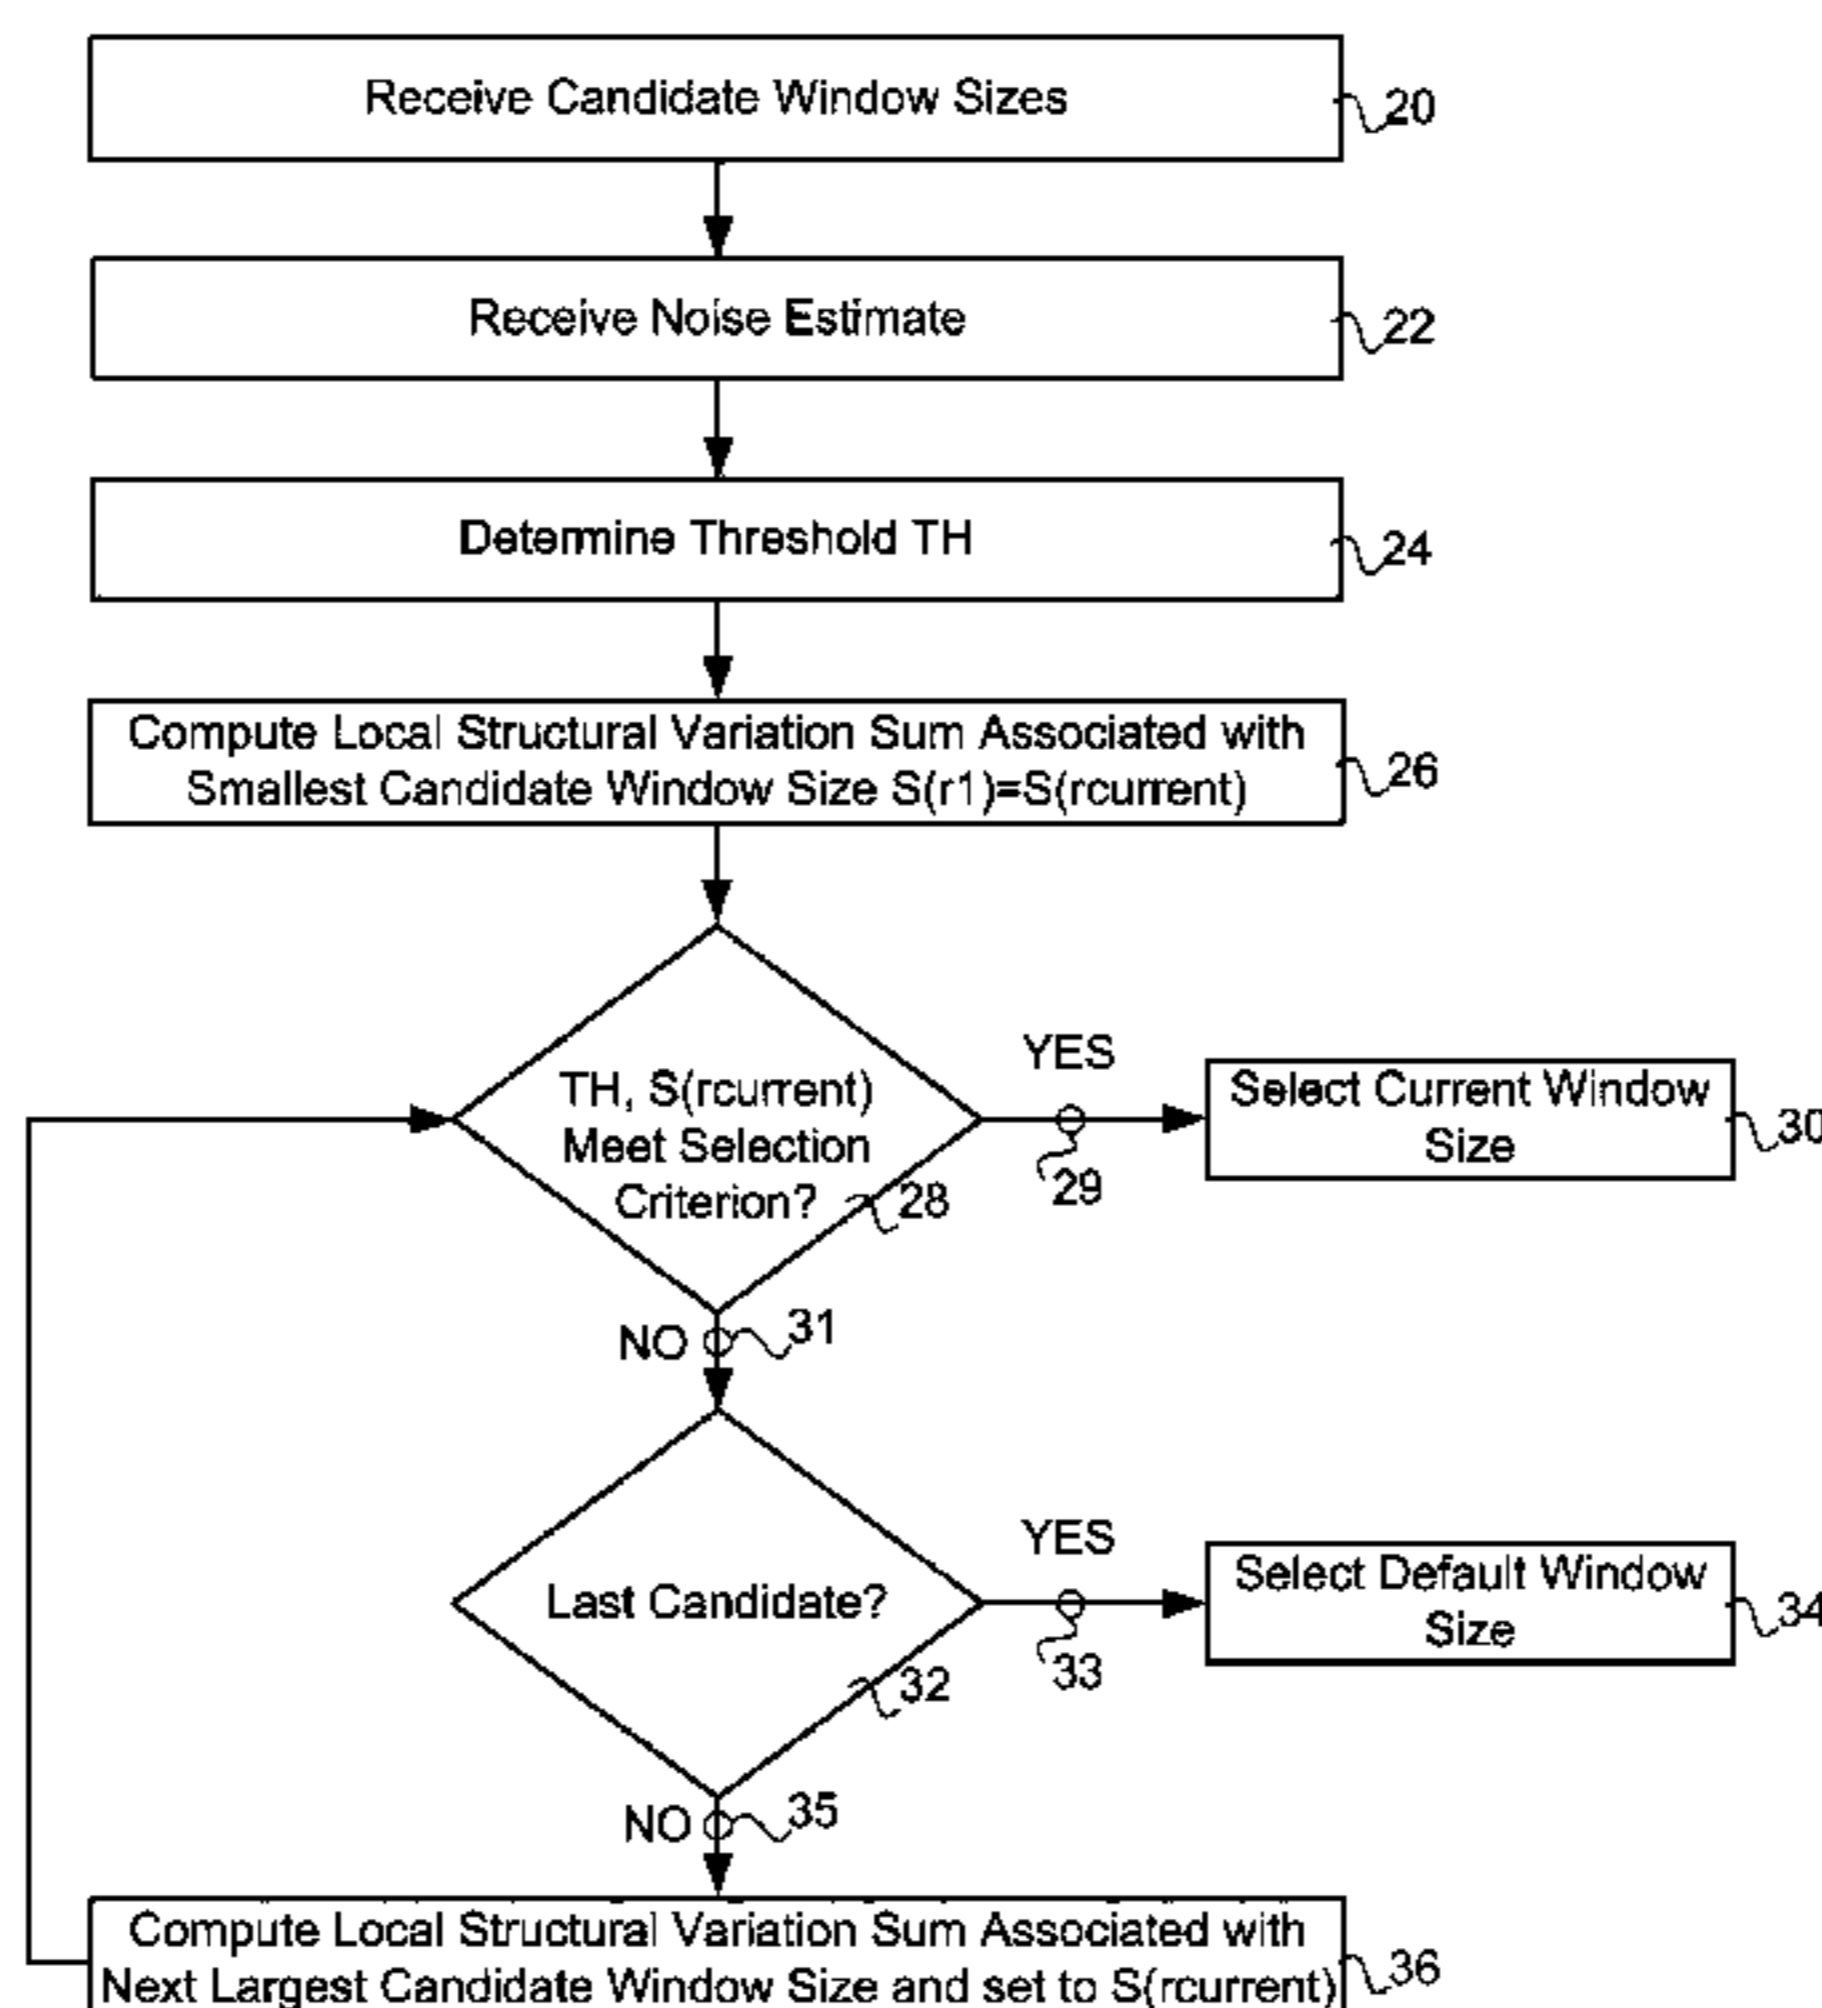 Receive Candidate Window Sizes
20
Receive Noise Estimate
22
Determine Threshold TH
24
Compute Local Structural Variation Sum Associated with
Smallest Candidate Window Size S(r1)=S(rcurrent)
26
TH, S(rcurrent)
Meet Selection
Criterion?
28
YES
29
Select Current Window
Size
30
NO
31
Last Candidate?
32
YES
33
Select Default Window
Size
34
NO
35
Compute Local Structural Variation Sum Associated with
Next Largest Candidate Window Size and set to S(rcurrent)
36